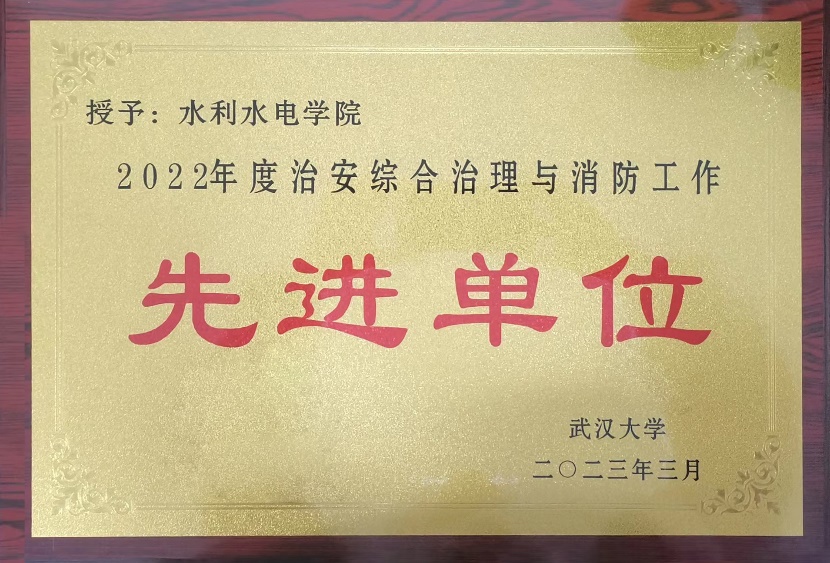 授予：水利水电学院
2022年度治安综合治理与消防工作
先进单位
武汉大学
二〇二三年三月